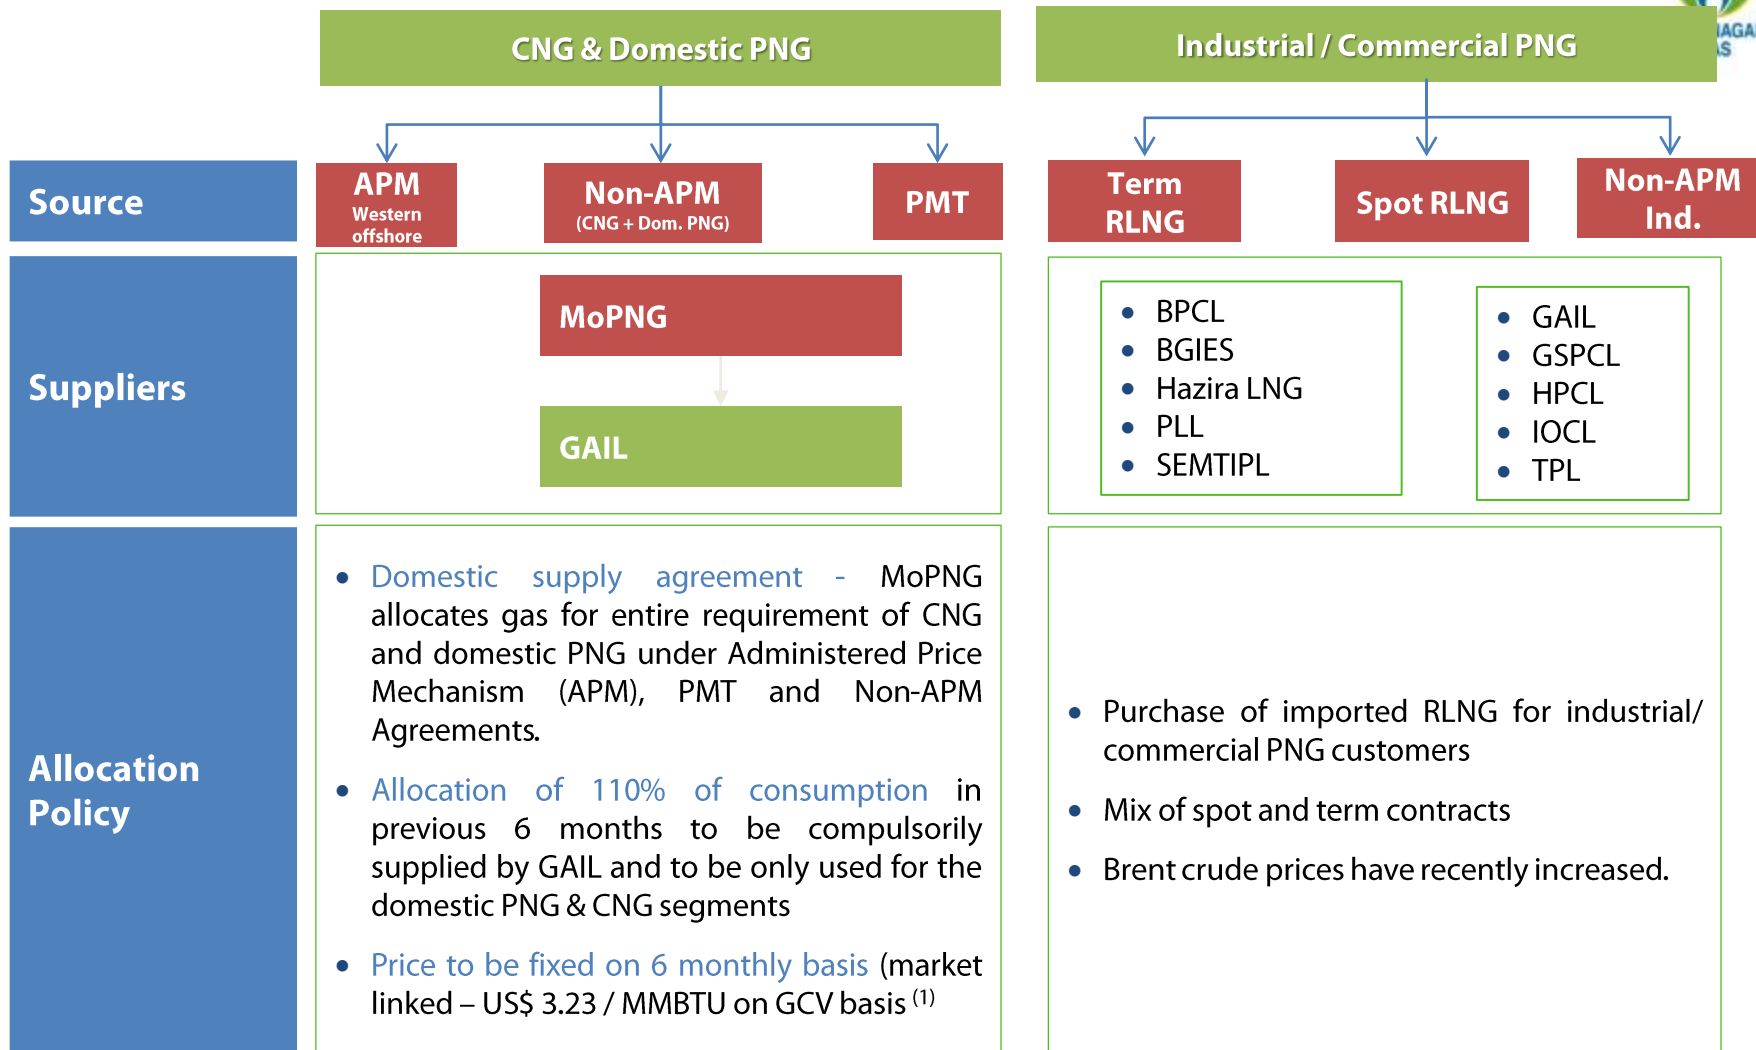 CNG & Domestic PNG
Industrial / Commercial PNG
Source
APM
Western
offshore
Non-APM
(CNG + Dom. PNG)
PMT
Term
RLNG
Spot RLNG
Non-APM
Ind.
Suppliers
MoPNG
GAIL
• BPCL
• BGIES
• Hazira LNG
• PLL
• SEMTIPL
• GAIL
• GSPCL
• HPCL
• IOCL
• TPL
Allocation
Policy
• Domestic supply agreement - MoPNG
allocates gas for entire requirement of CNG
and domestic PNG under Administered Price
Mechanism (APM), PMT and Non-APM
Agreements.
• Allocation of 110% of consumption in
previous 6 months to be compulsorily
supplied by GAIL and to be only used for the
domestic PNG & CNG segments
• Price to be fixed on 6 monthly basis (market
linked – US$ 3.23 / MMBTU on GCV basis (1)
• Purchase of imported RLNG for industrial/
commercial PNG customers
• Mix of spot and term contracts
• Brent crude prices have recently increased.